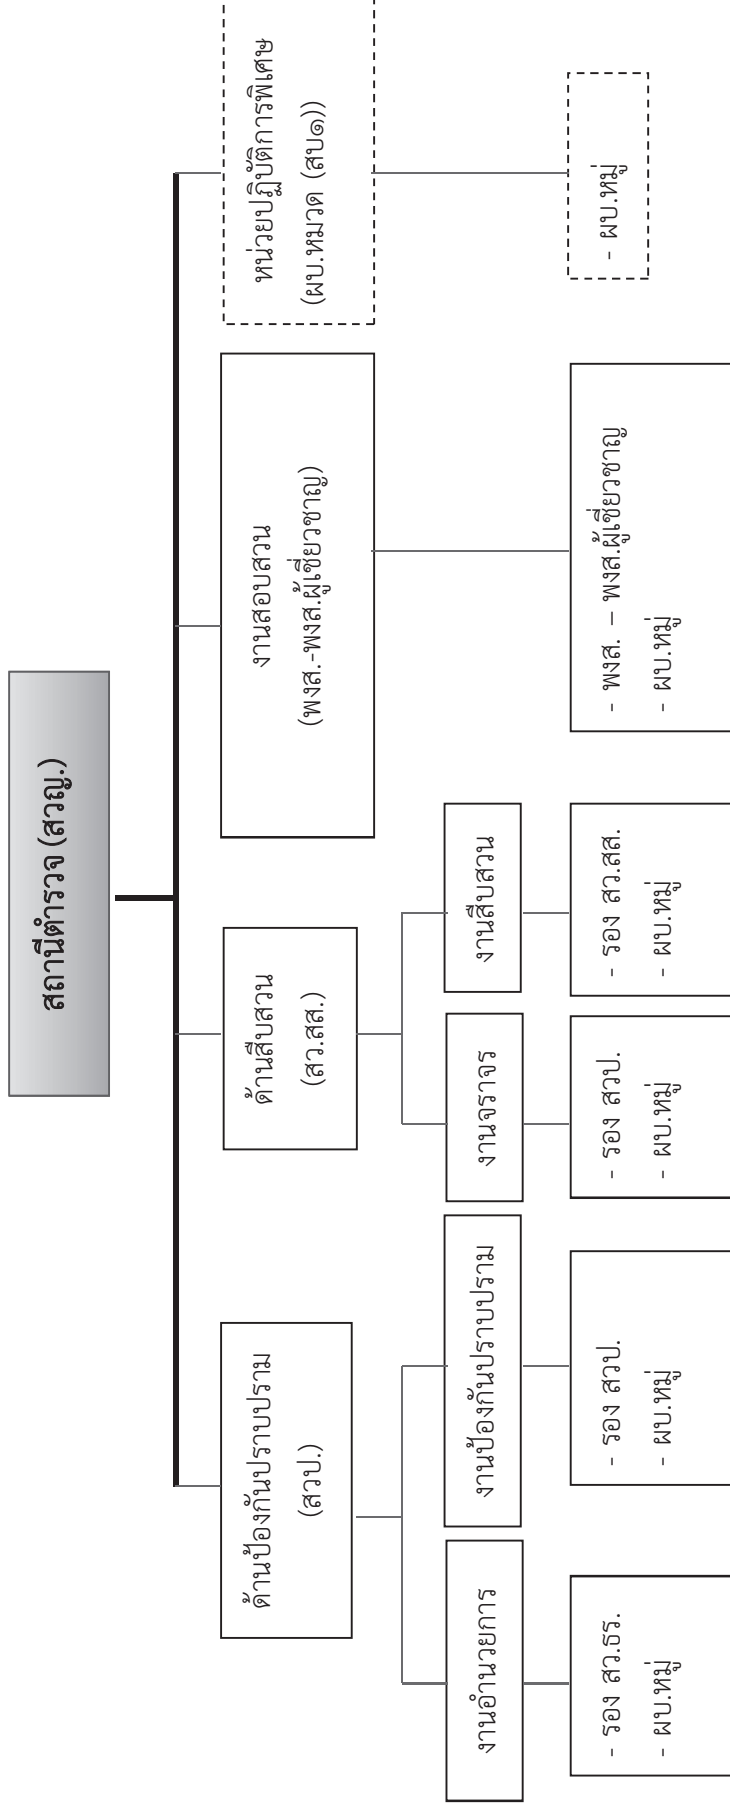 สถานีตำรวจ (สวญ.)
ด้านป้องกันปราบปราม
(สวป.)
ด้านสืบสวน
(สว.สส.)
งานสอบสวน
(พงส.-พงส.ผู้เชี่ยวชาญ)
หน่วยปฏิบัติการพิเศษ
(ผบ.หมวด (สบ๑))
งานอำนวยการ
งานป้องกันปราบปราม
งานจราจร
งานสืบสวน
- รอง สว.ธร.
- ผบ.หมู่
- รอง สวป.
- ผบ.หมู่
- รอง สวป.
- ผบ.หมู่
- รอง สว.สส.
- ผบ.หมู่
- พงส. – พงส.ผู้เชี่ยวชาญ
- ผบ.หมู่
- ผบ.หมู่